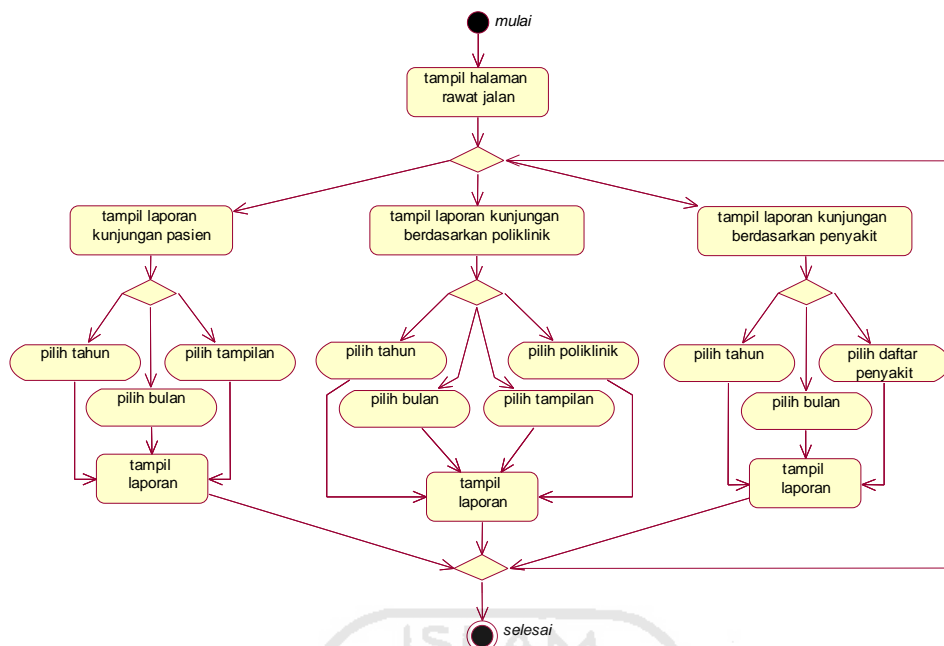 mulai
tampil halaman
rawat jalan
tampil laporan
kunjungan pasien
tampil laporan kunjungan
berdasarkan poliklinik
tampil laporan kunjungan
berdasarkan penyakit
pilih tahun
pilih tampilan
pilih bulan
tampil
laporan
pilih tahun
pilih poliklinik
pilih bulan
pilih tampilan
tampil
laporan
pilih tahun
pilih daftar
penyakit
pilih bulan
tampil
laporan
selesai
ISLAM